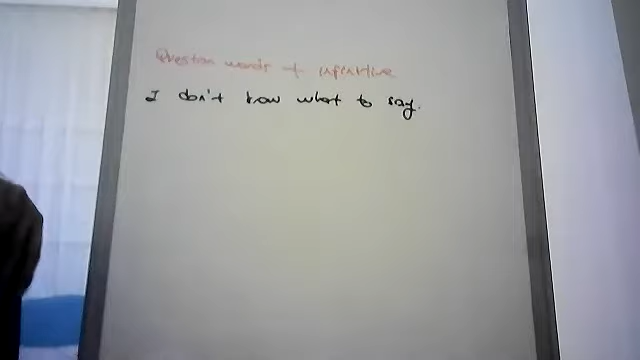 Question words + infinitive
I don't know what to say.